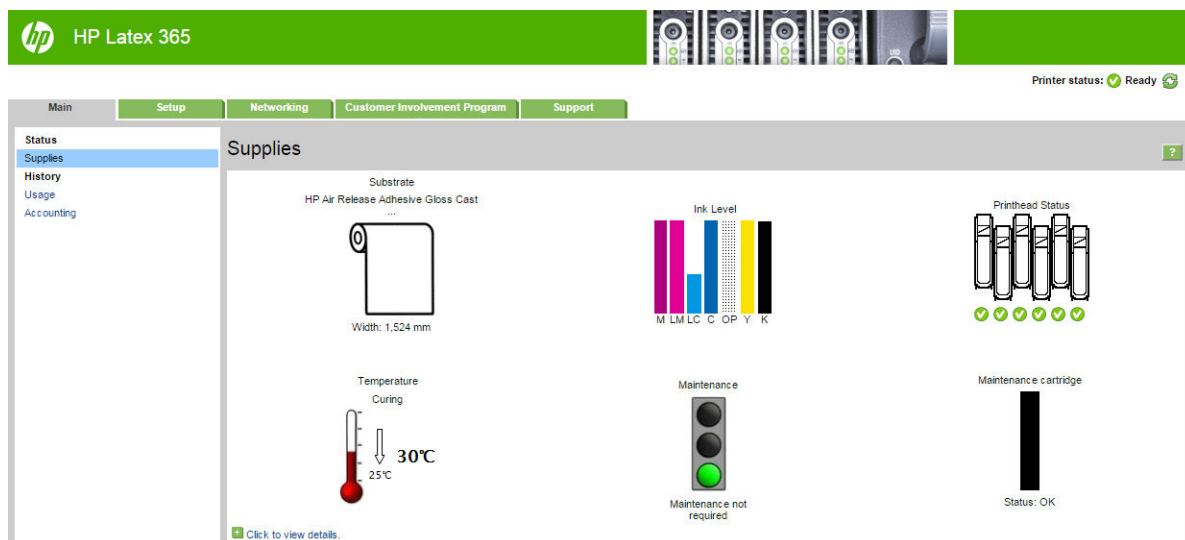 hp
HP Latex 365
Printer status: Ready
Main
Setup
Networking
Customer Involvement Program
Support
Status
Supplies
History
Usage
Accounting
Supplies
?
Substrate
HP Air Release Adhesive Gloss Cast
...
Width: 1,524 mm
Ink Level
M LM LC C OP Y K
Printhead Status
Temperature
Curing
30℃
25℃
Maintenance
Maintenance not
required
Maintenance cartridge
Status: OK
Click to view details.